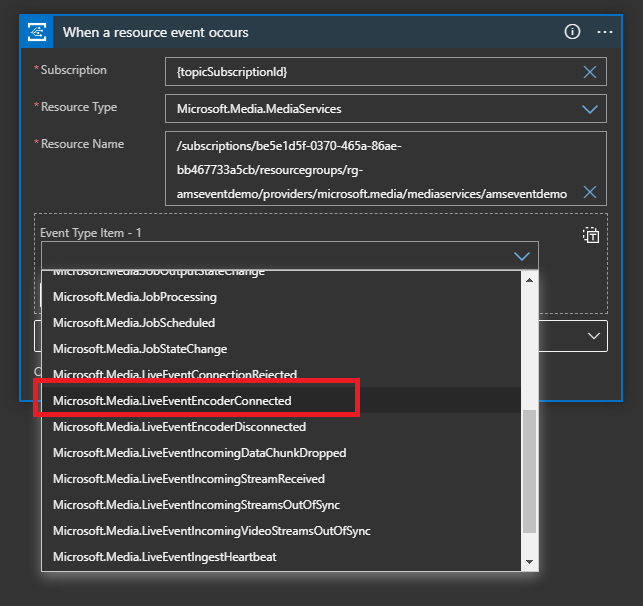 When a resource event occurs
* Subscription
{topicSubscriptionId}
* Resource Type
Microsoft.Media.MediaServices
* Resource Name
/subscriptions/be5e1d5f-0370-465a-86ae-
bb467733a5cb/resourcegroups/rg-
amseventdemo/providers/microsoft.media/mediaservices/amseventdemo
Event Type Item - 1
Microsoft.Media.JobOutputStateChange
Microsoft.Media.JobProcessing
Microsoft.Media.JobScheduled
Microsoft.Media.JobStateChange
Microsoft.Media.LiveEventConnectionRejected
Microsoft.Media.LiveEventEncoderConnected
Microsoft.Media.LiveEventEncoderDisconnected
Microsoft.Media.LiveEventIncomingDataChunkDropped
Microsoft.Media.LiveEventIncomingStreamReceived
Microsoft.Media.LiveEventIncomingStreamsOutOfSync
Microsoft.Media.LiveEventIncomingVideoStreamsOutOfSync
Microsoft.Media.LiveEventIngestHeartbeat